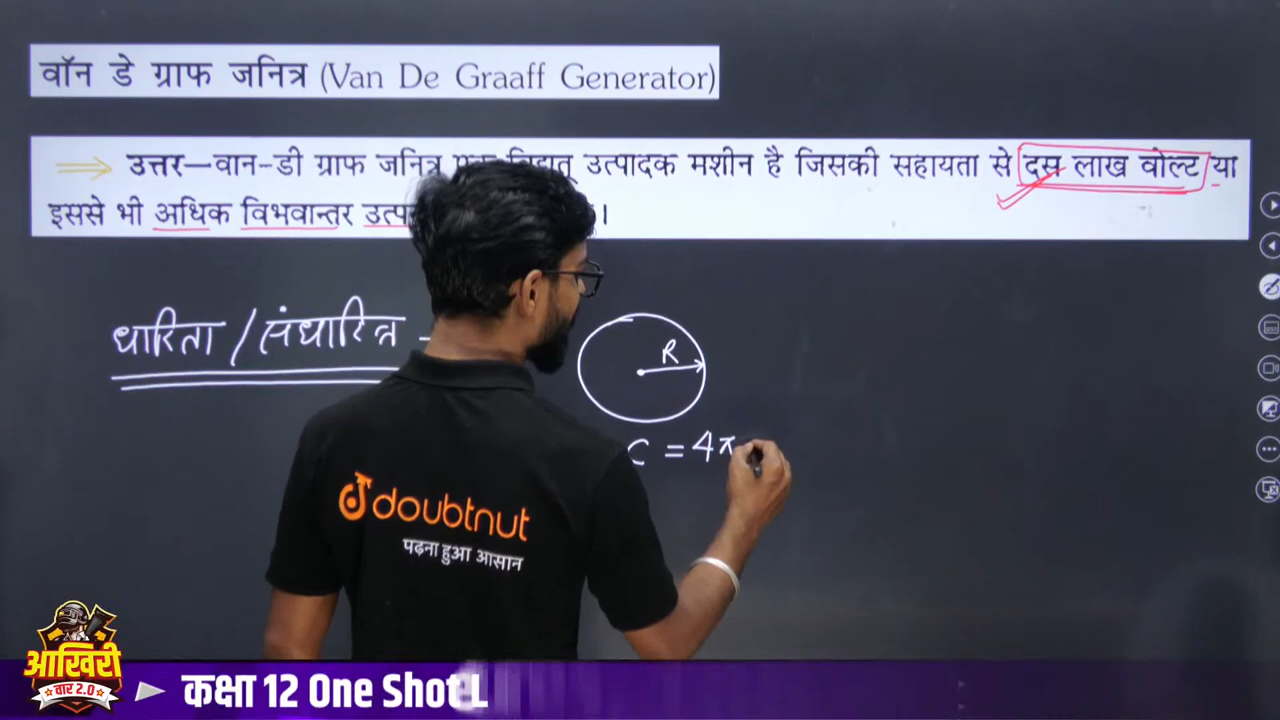 वॉन डे ग्राफ जनित्र (Van De Graaff Generator)
उत्तर—वान-डी ग्राफ जनित्र उत्पादक मशीन है जिसकी सहायता से दस लाख वोल्ट या
इससे भी अधिक विभवान्तर
धारिता / संधारित्र -
R
C = 4π
doubtnut
पढ़ना हुआ आसान
आखिरी
वार 2.0
कक्षा 12 One Shot L